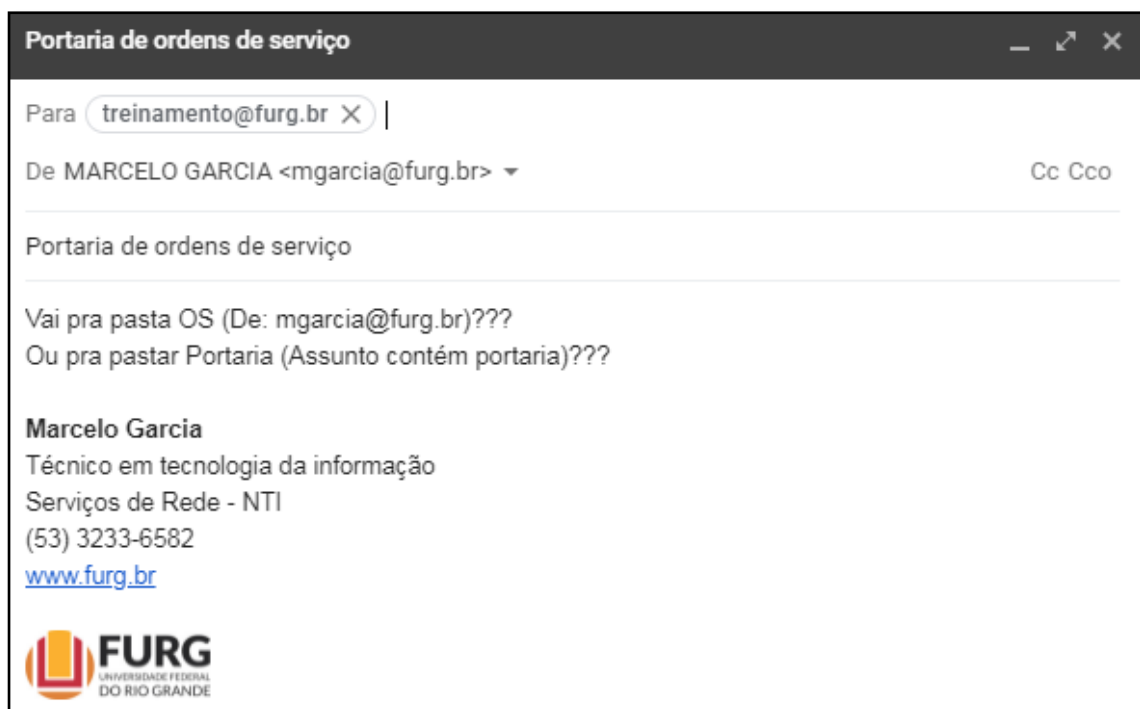 Portaria de ordens de serviço
Para treinamento@furg.br
De MARCELO GARCIA <mgarcia@furg.br> Cc Cco
Portaria de ordens de serviço
Vai pra pasta OS (De: mgarcia@furg.br)???
Ou pra pastar Portaria (Assunto contém portaria)???
Marcelo Garcia
Técnico em tecnologia da informação
Serviços de Rede - NTI
(53) 3233-6582
www.furg.br
FURG
UNIVERSIDADE FEDERAL
DO RIO GRANDE